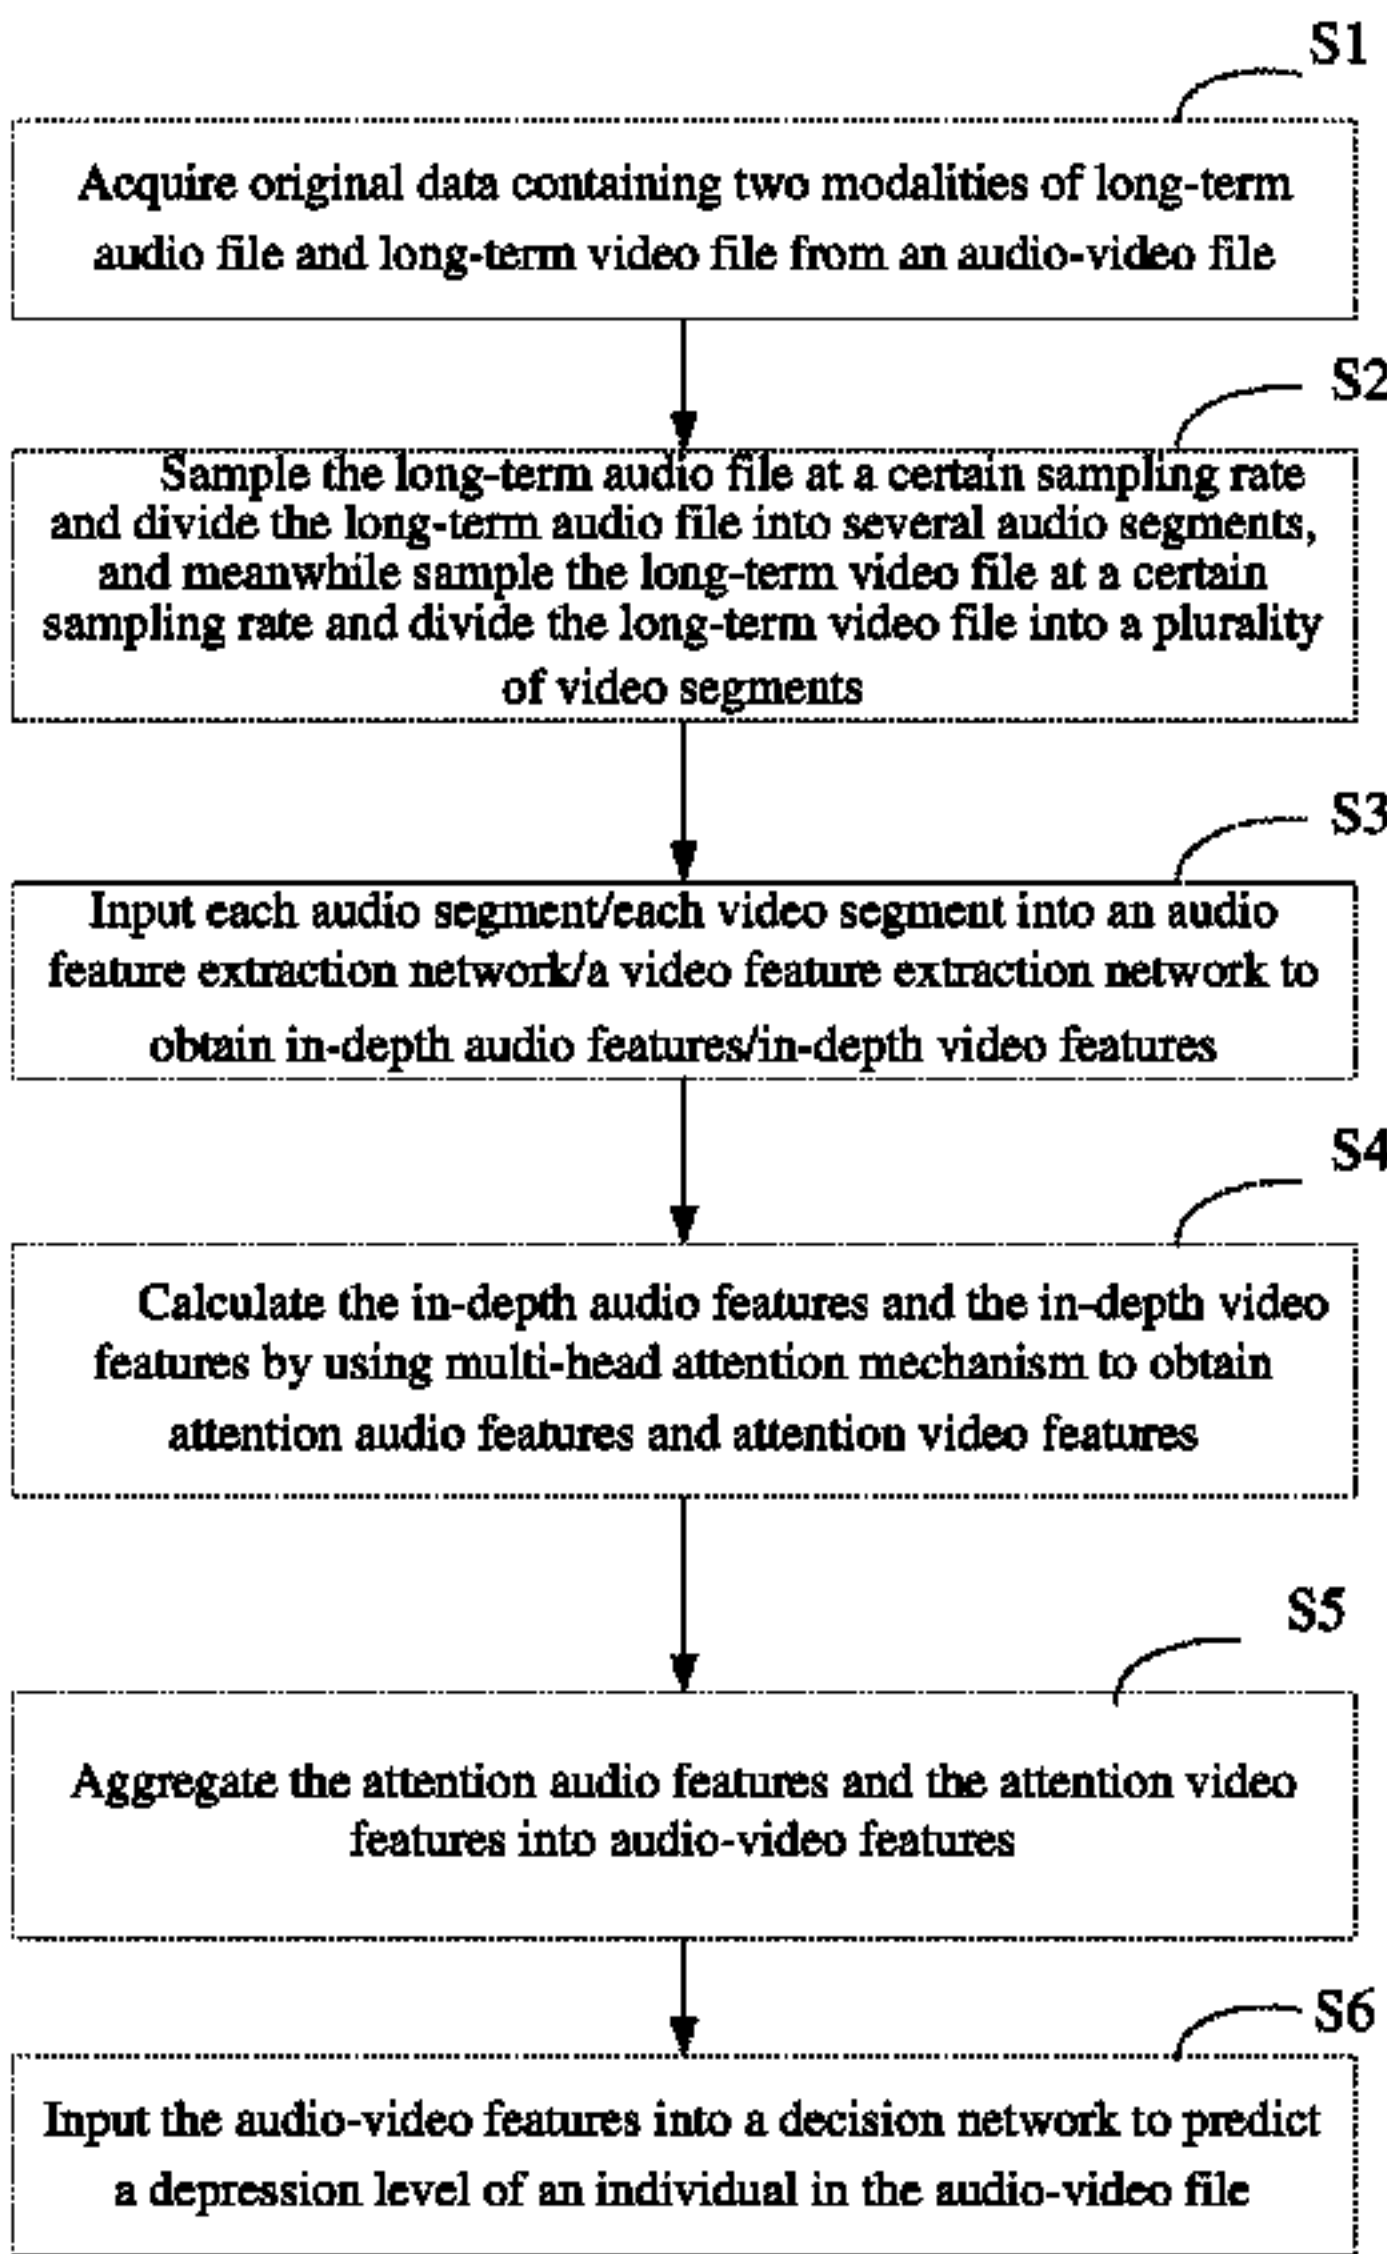 S1
Acquire original data containing two modalities of long-term
audio file and long-term video file from an audio-video file
S2
Sample the long-term audio file at a certain sampling rate
and divide the long-term audio file into several audio segments,
and meanwhile sample the long-term video file at a certain
sampling rate and divide the long-term video file into a plurality
of video segments
S3
Input each audio segment/each video segment into an audio
feature extraction network/a video feature extraction network to
obtain in-depth audio features/in-depth video features
S4
Calculate the in-depth audio features and the in-depth video
features by using multi-head attention mechanism to obtain
attention audio features and attention video features
S5
Aggregate the attention audio features and the attention video
features into audio-video features
S6
Input the audio-video features into a decision network to predict
a depression level of an individual in the audio-video file